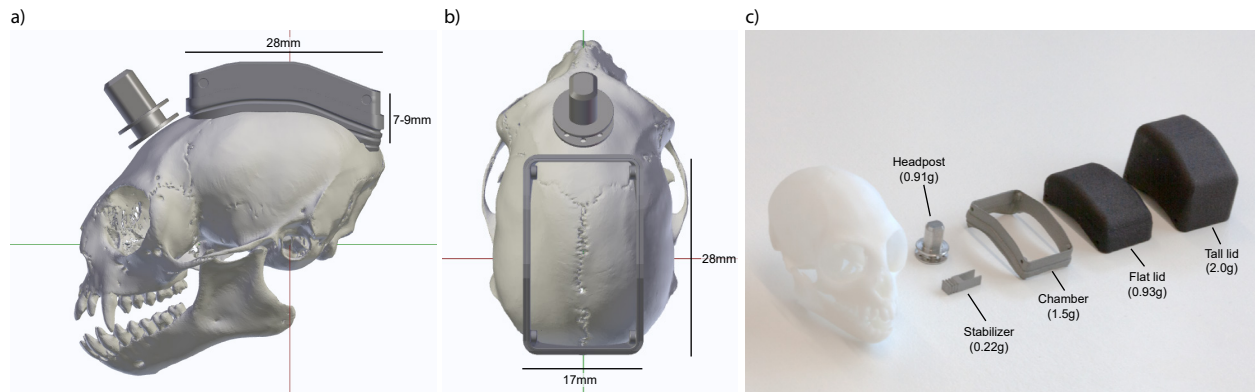 a)
28mm
7-9mm
b)
28mm
17mm
c)
Headpost
(0.91g)
Stabilizer
(0.22g)
Chamber
(1.5g)
Flat lid
(0.93g)
Tall lid
(2.0g)